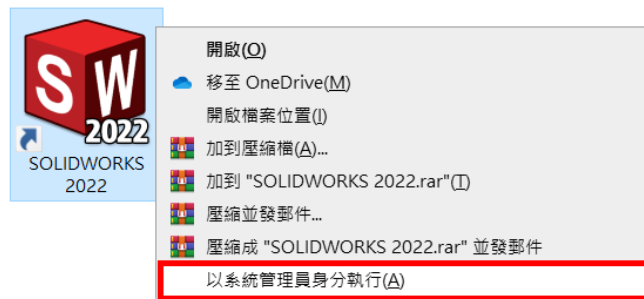 SW
2022
SOLIDWORKS
2022
開啟(O)
移至 OneDrive(M)
開啟檔案位置(I)
加到壓縮檔(A)...
加到 "SOLIDWORKS 2022.rar"(T)
壓縮並發郵件...
壓縮成 "SOLIDWORKS 2022.rar" 並發郵件
以系統管理員身分執行(A)